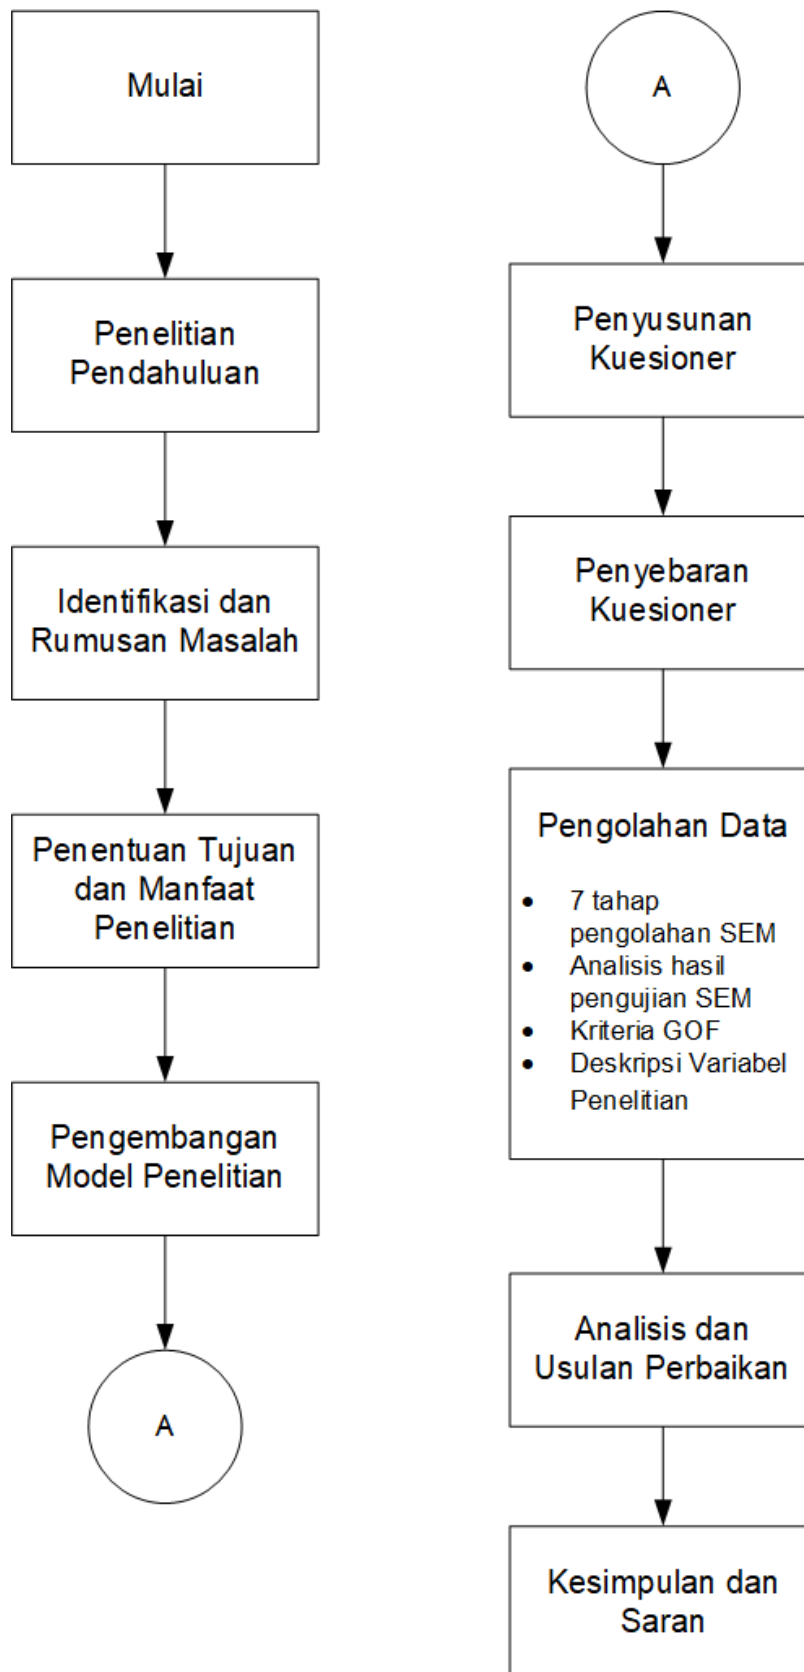 Mulai
Penelitian
Pendahuluan
Identifikasi dan
Rumusan Masalah
Penentuan Tujuan
dan Manfaat
Penelitian
Pengembangan
Model Penelitian
A
A
Penyusunan
Kuesioner
Penyebaran
Kuesioner
Pengolahan Data
• 7 tahap
pengolahan SEM
• Analisis hasil
pengujian SEM
• Kriteria GOF
• Deskripsi Variabel
Penelitian
Analisis dan
Usulan Perbaikan
Kesimpulan dan
Saran